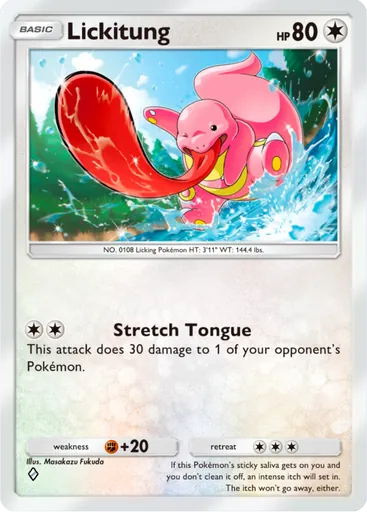 BASIC Lickitung HP 80
NO. 0108 Licking Pokémon HT: 3'11" WT: 144.4 lbs.
Stretch Tongue
This attack does 30 damage to 1 of your opponent's
Pokémon.
weakness +20 retreat
Illus. Masakazu Fukuda
If this Pokémon's sticky saliva gets on you and
you don't clean it off, an intense itch will set in.
The itch won't go away, either.